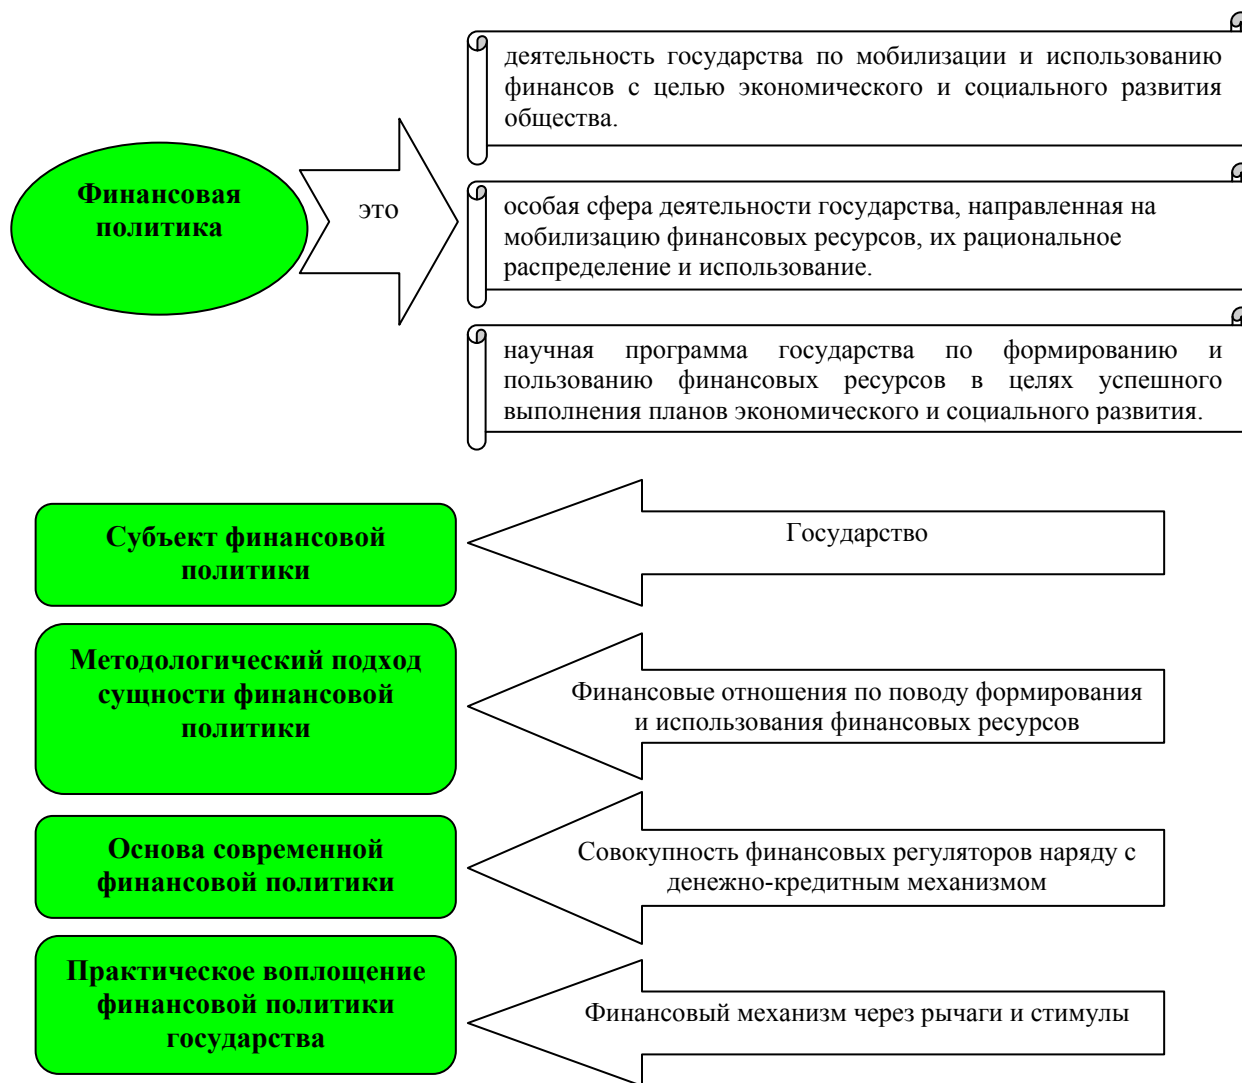 деятельность государства по мобилизации и использованию
финансов с целью экономического и социального развития
общества.
Финансовая
политика
это
особая сфера деятельности государства, направленная на
мобилизацию финансовых ресурсов, их рациональное
распределение и использование.
научная программа государства по формированию и
пользованию финансовых ресурсов в целях успешного
выполнения планов экономического и социального развития.
Субъект финансовой
политики
Государство
Методологический подход
сущности финансовой
политики
Финансовые отношения по поводу формирования
и использования финансовых ресурсов
Основа современной
финансовой политики
Совокупность финансовых регуляторов наряду с
денежно-кредитным механизмом
Практическое воплощение
финансовой политики
государства
Финансовый механизм через рычаги и стимулы